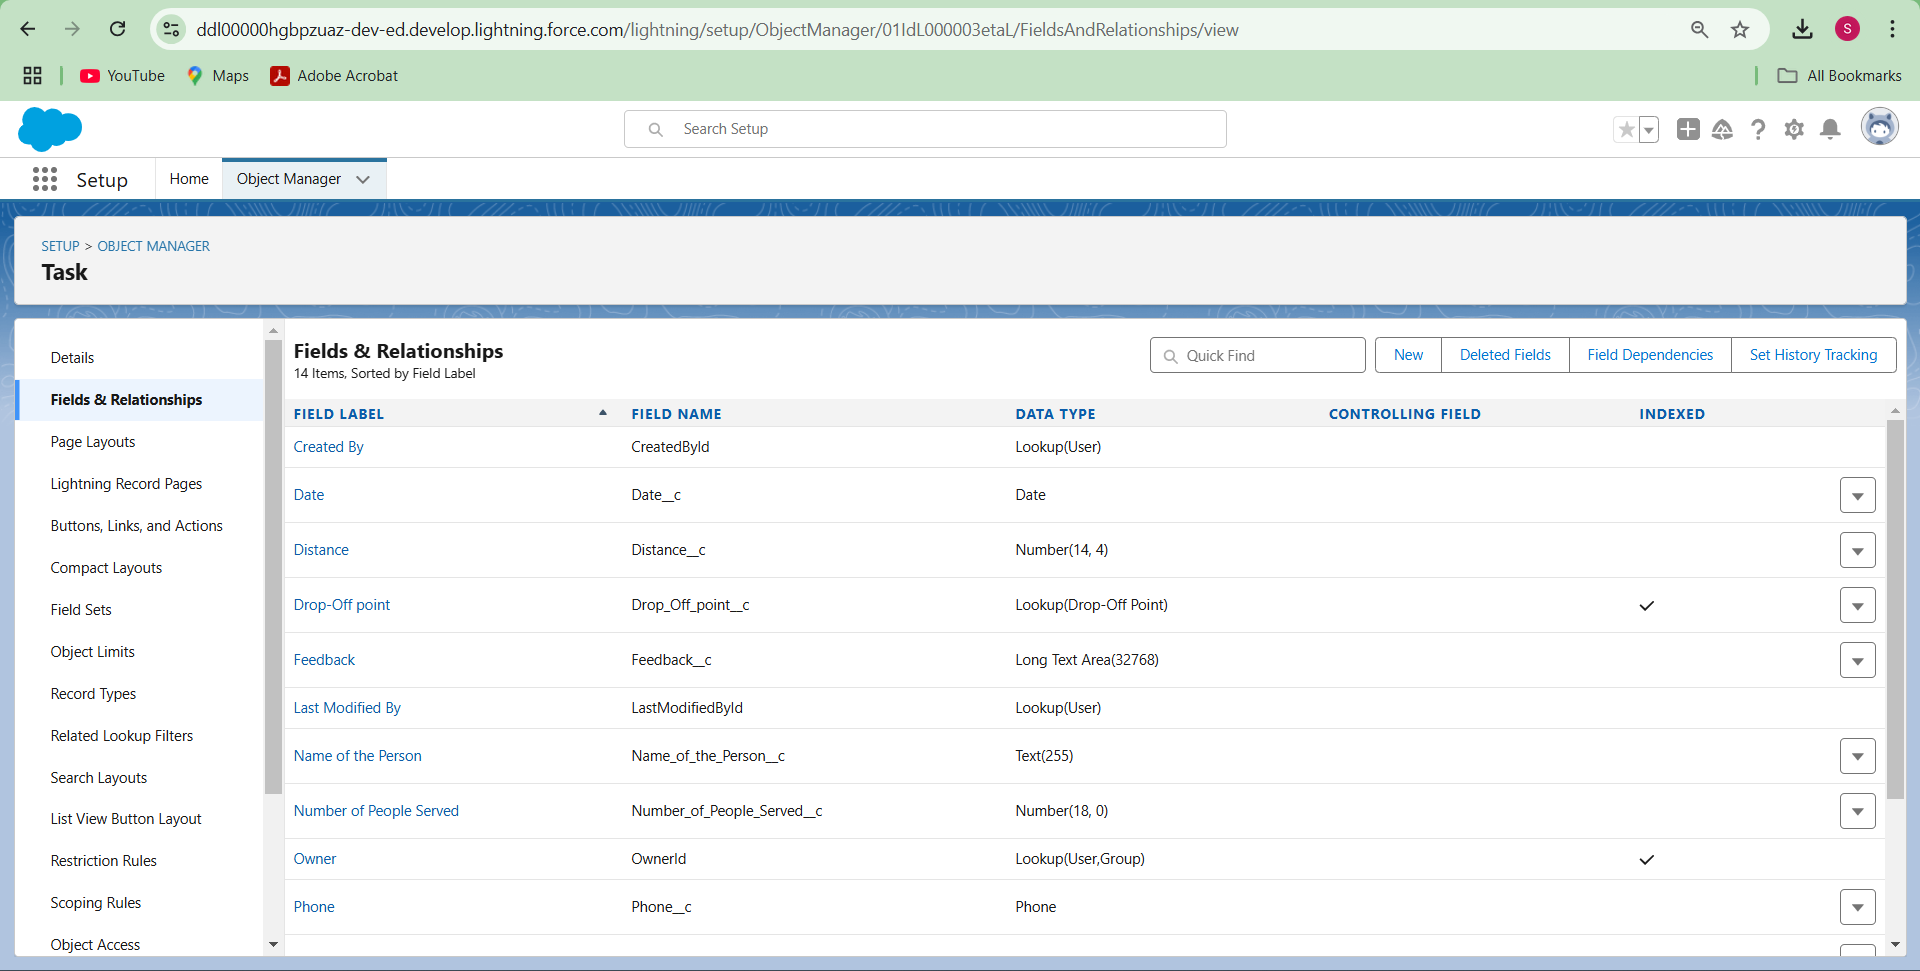 ddl00000hgbpzuaz-dev-ed.develop.lightning.force.com/lightning/setup/ObjectManager/01IdL000003etaL/FieldsAndRelationships/view
S
YouTube
Maps
Adobe Acrobat
All Bookmarks
Search Setup
Setup
Home
Object Manager
SETUP > OBJECT MANAGER
Task
Details
Fields & Relationships
Page Layouts
Lightning Record Pages
Buttons, Links, and Actions
Compact Layouts
Field Sets
Object Limits
Record Types
Related Lookup Filters
Search Layouts
List View Button Layout
Restriction Rules
Scoping Rules
Object Access
Fields & Relationships
14 Items, Sorted by Field Label
Quick Find
New
Deleted Fields
Field Dependencies
Set History Tracking
FIELD LABEL FIELD NAME DATA TYPE CONTROLLING FIELD INDEXED
Created By CreatedById Lookup(User)
Date Date__c Date
Distance Distance__c Number(14, 4)
Drop-Off point Drop_Off_point__c Lookup(Drop-Off Point)
Feedback Feedback__c Long Text Area(32768)
Last Modified By LastModifiedById Lookup(User)
Name of the Person Name_of_the_Person__c Text(255)
Number of People Served Number_of_People_Served__c Number(18, 0)
Owner OwnerId Lookup(User,Group)
Phone Phone__c Phone